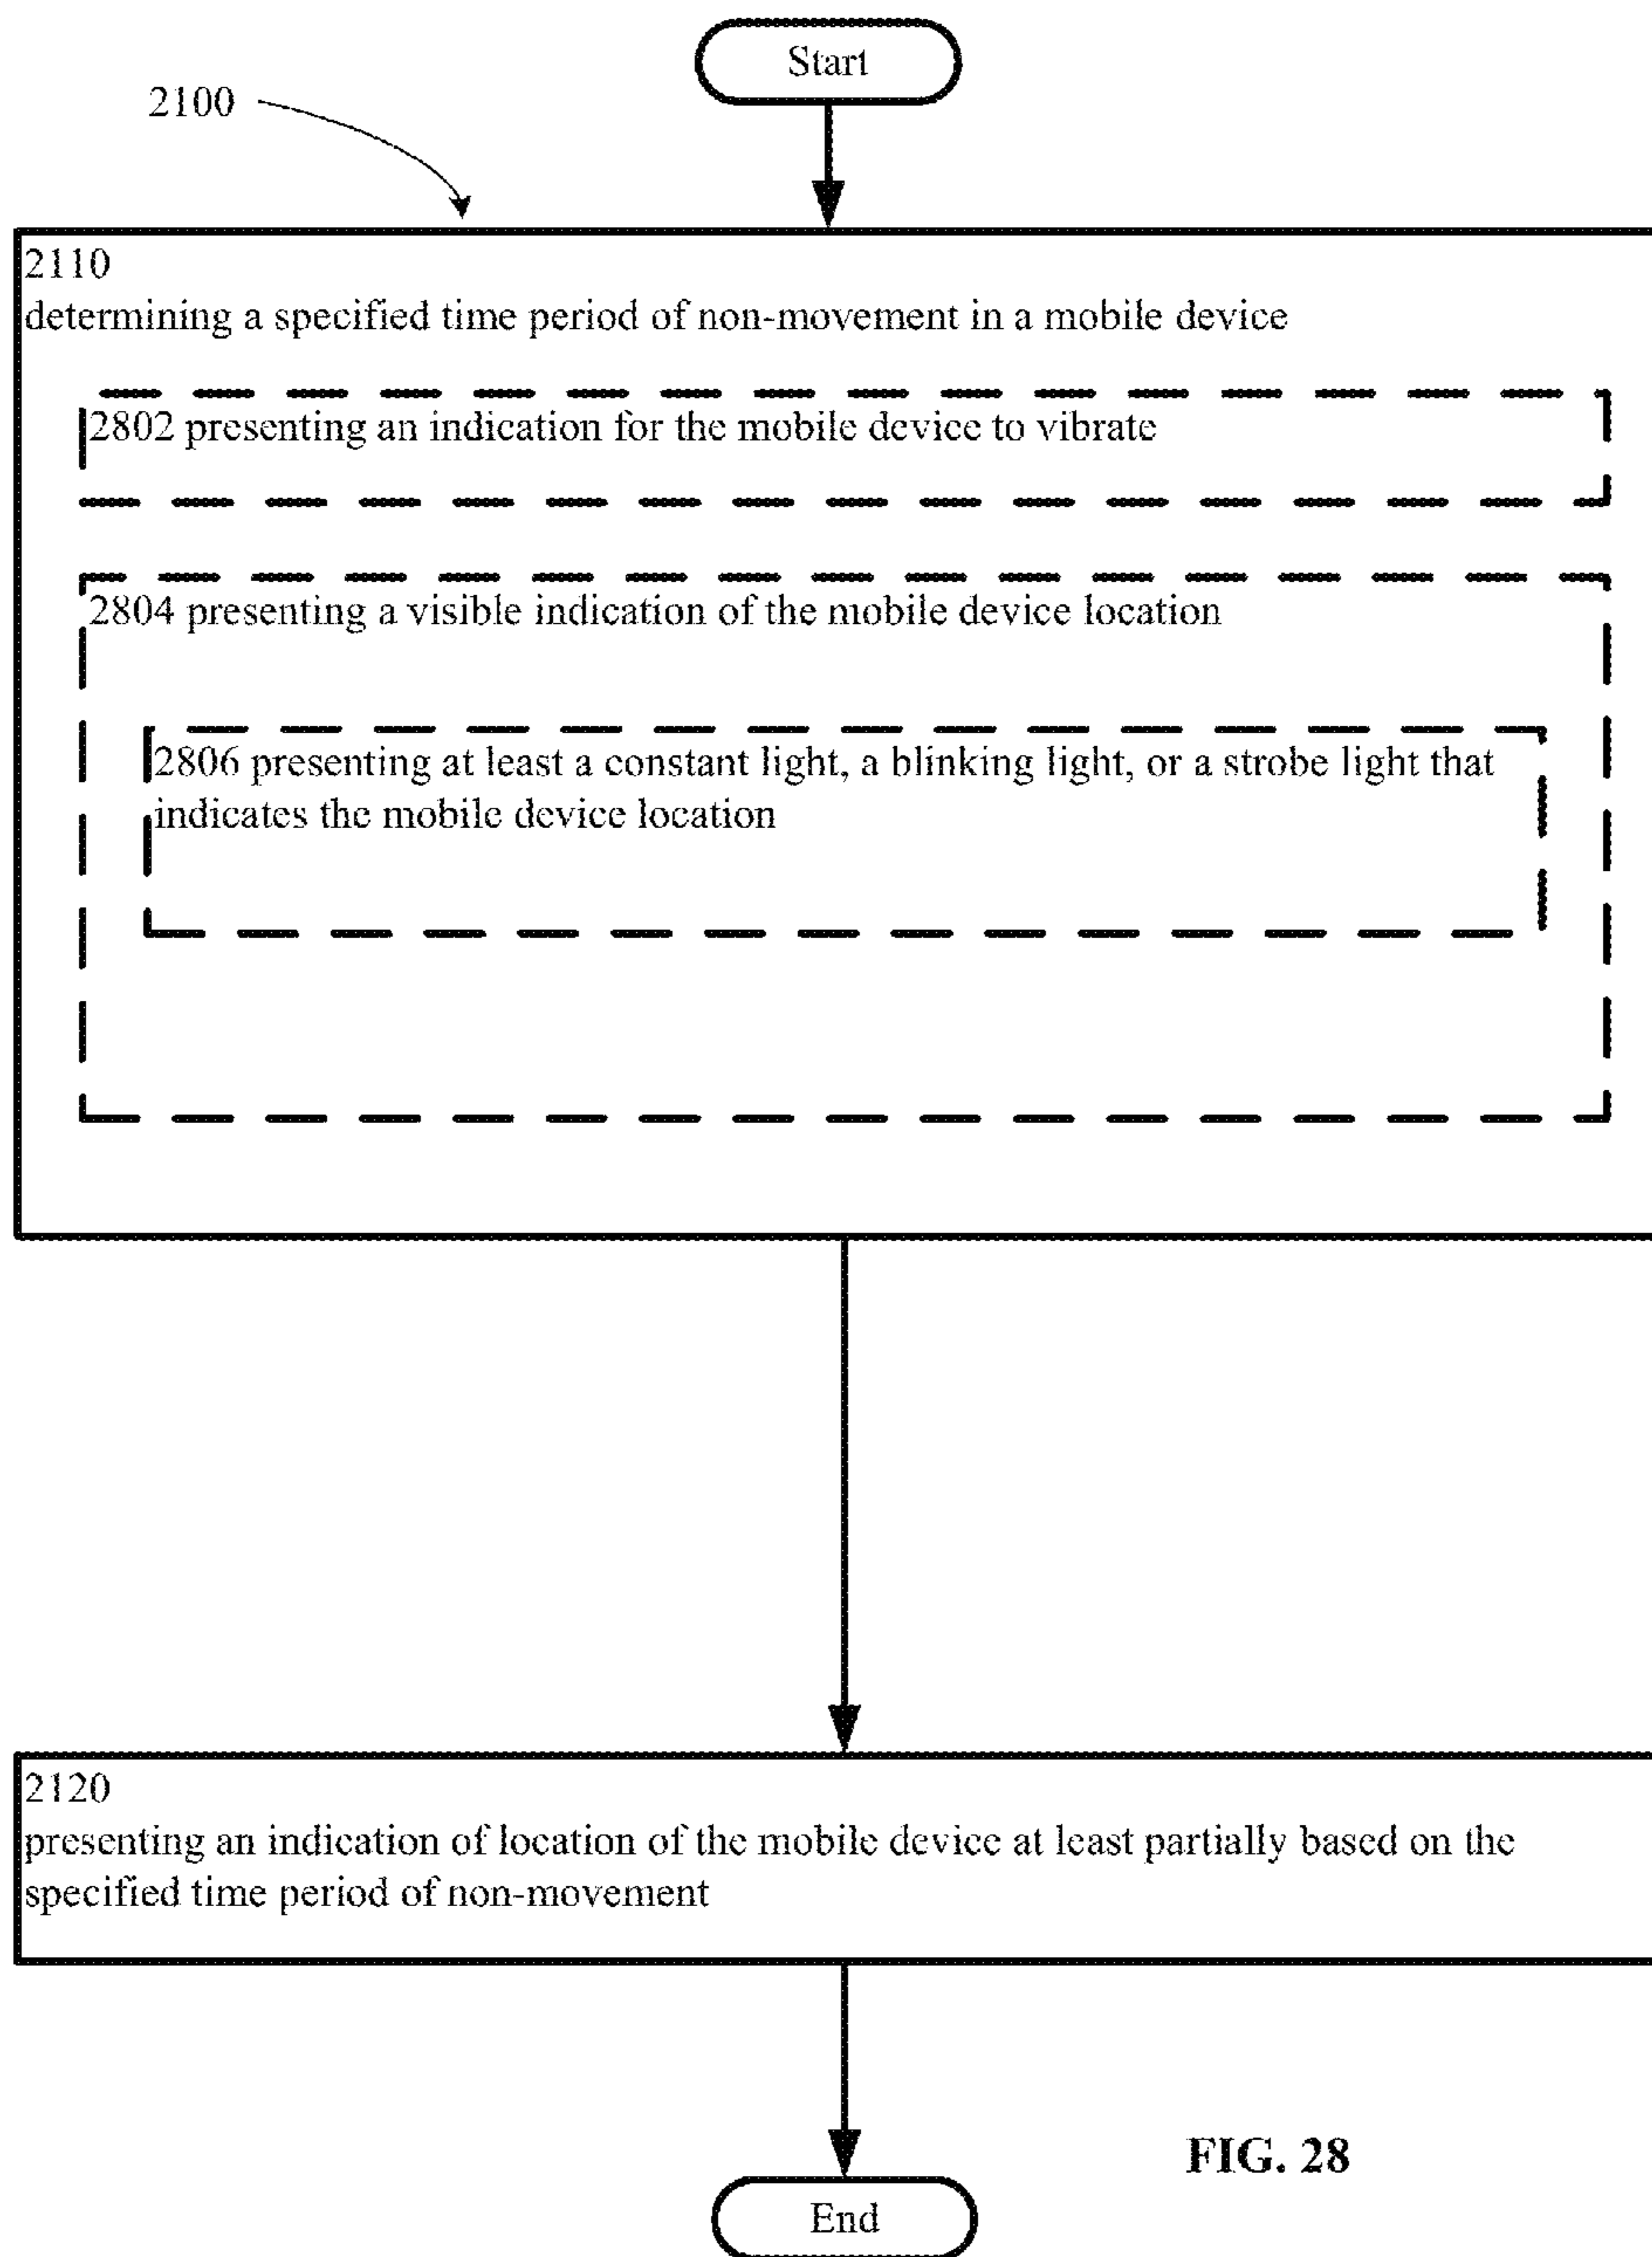 Start
2100
2110
determining a specified time period of non-movement in a mobile device
2802 presenting an indication for the mobile device to vibrate
2804 presenting a visible indication of the mobile device location
2806 presenting at least a constant light, a blinking light, or a strobe light that
indicates the mobile device location
2120
presenting an indication of location of the mobile device at least partially based on the
specified time period of non-movement
FIG. 28
End